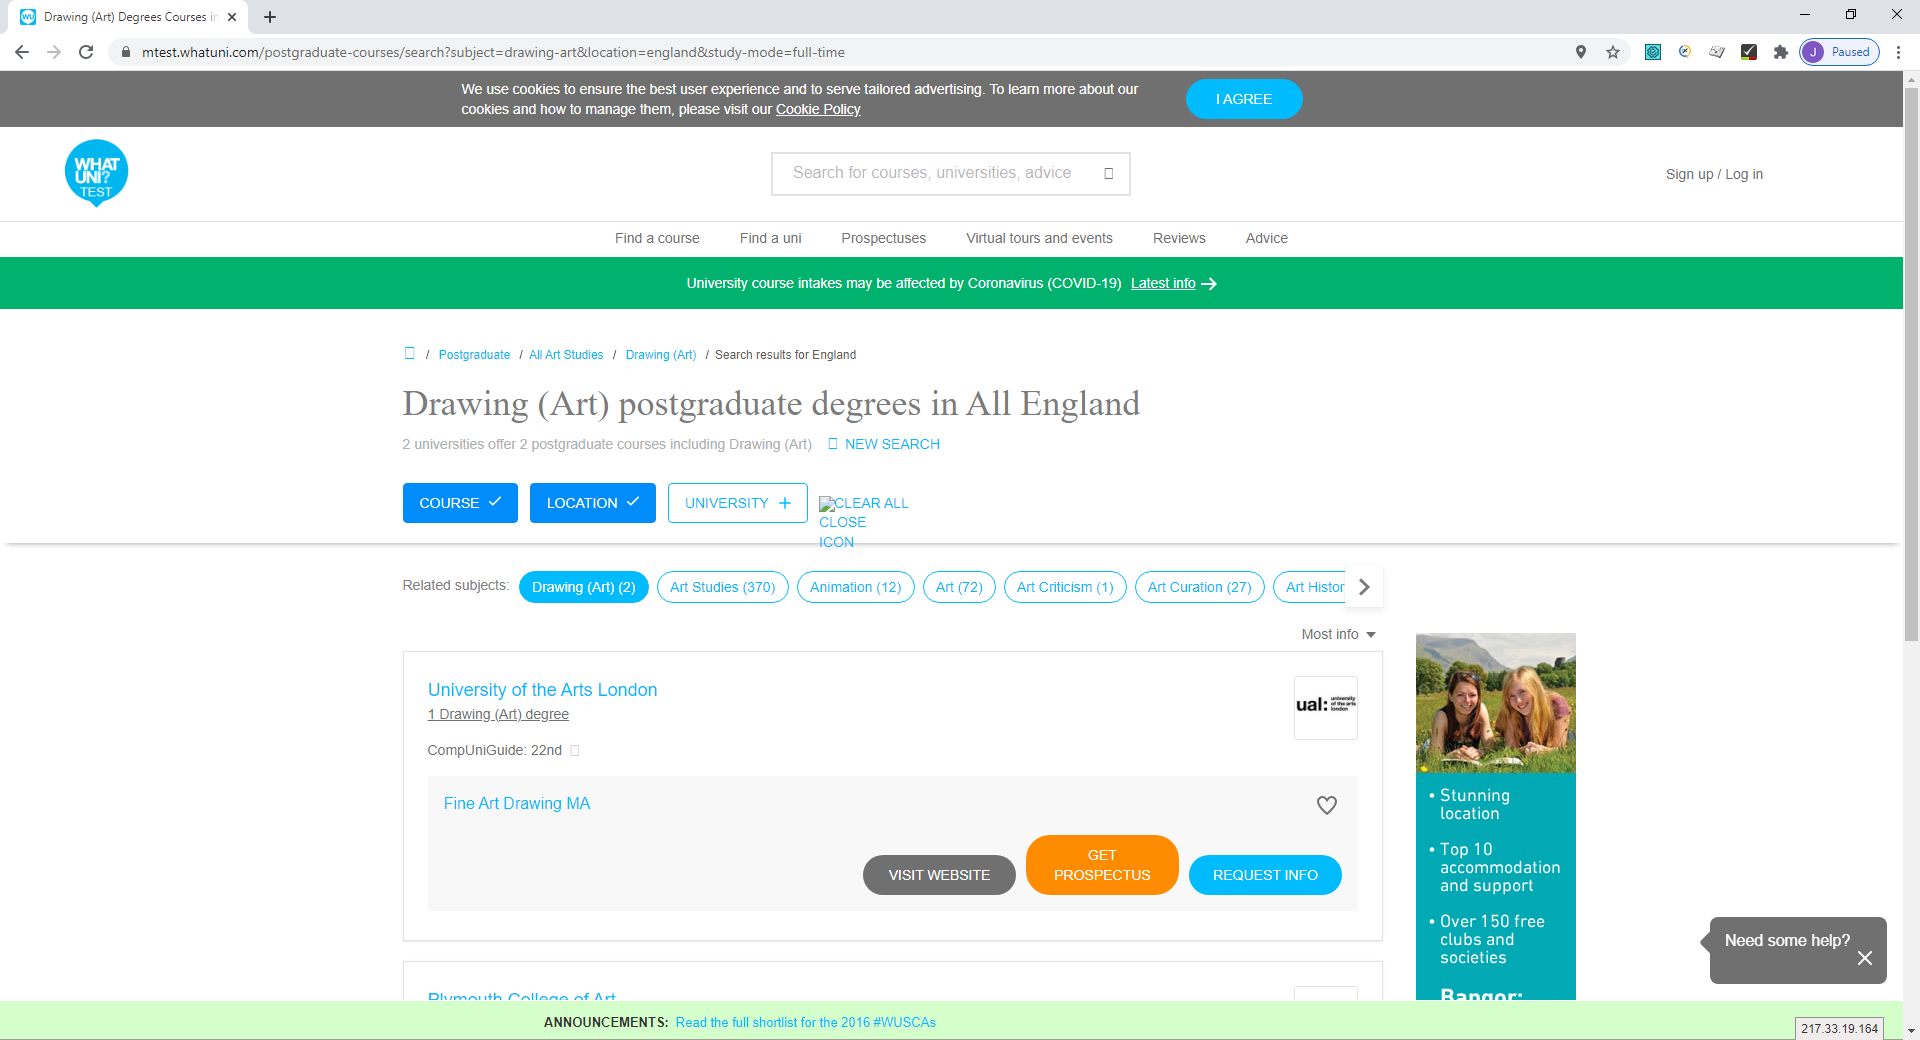 Drawing (Art) Degrees Courses in
mtest.whatuni.com/postgraduate-courses/search?subject=drawing-art&location=england&study-mode=full-time
J Paused
We use cookies to ensure the best user experience and to serve tailored advertising. To learn more about our
cookies and how to manage them, please visit our Cookie Policy
I AGREE
WHAT
UNI?
TEST
Search for courses, universities, advice
Sign up / Log in
Find a course Find a uni Prospectuses Virtual tours and events Reviews Advice
University course intakes may be affected by Coronavirus (COVID-19) Latest info
/ Postgraduate / All Art Studies / Drawing (Art) / Search results for England
Drawing (Art) postgraduate degrees in All England
2 universities offer 2 postgraduate courses including Drawing (Art) NEW SEARCH
COURSE LOCATION UNIVERSITY CLEAR ALL
CLOSE
ICON
Related subjects: Drawing (Art) (2) Art Studies (370) Animation (12) Art (72) Art Criticism (1) Art Curation (27) Art Histor
Most info
University of the Arts London
1 Drawing (Art) degree
CompUniGuide: 22nd
ual: university
of the arts
london
Fine Art Drawing MA
VISIT WEBSITE
GET
PROSPECTUS
REQUEST INFO
• Stunning
location
• Top 10
accommodation
and support
• Over 150 free
clubs and
societies
Bangor:
Need some help?
Plymouth College of Art
ANNOUNCEMENTS: Read the full shortlist for the 2016 #WUSCAs
217.33.19.164